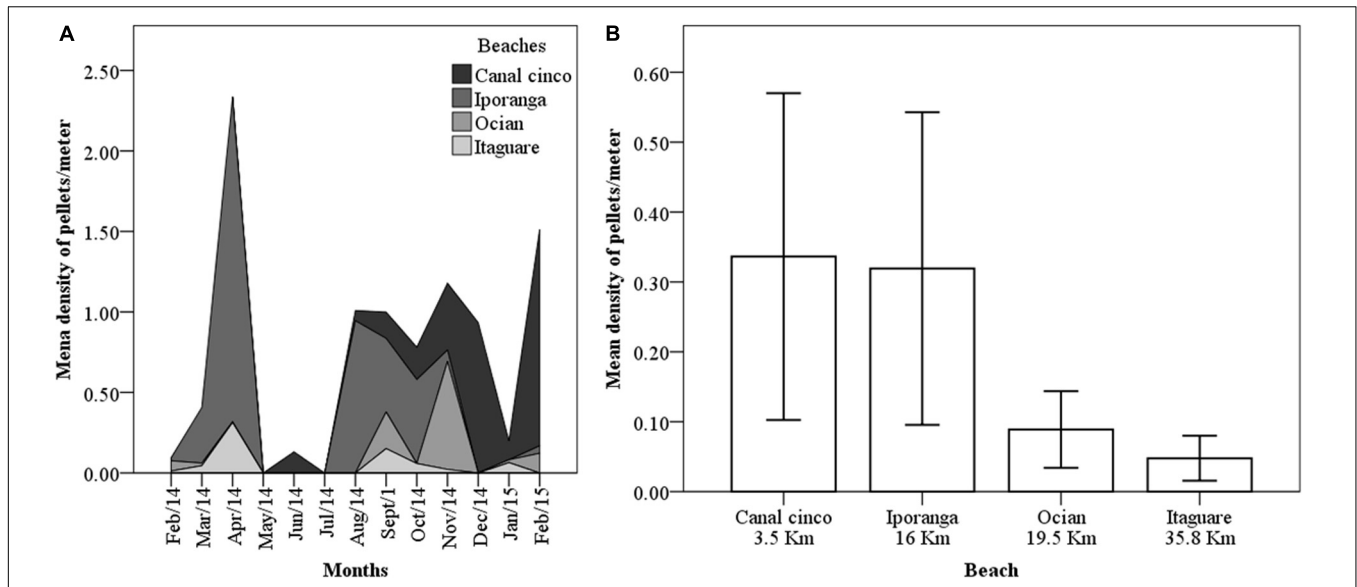 A
Beaches
Canal cinco
Iporanga
Ocian
Itaguare
Mena density of pellets/meter
2.50
2.00
1.50
1.00
0.50
0.00
Feb/14
Mar/14
Apr/14
May/14
Jun/14
Jul/14
Aug/14
Sept/1
Oct/14
Nov/14
Dec/14
Jan/15
Feb/15
Months
B
Mean density of pellets/meter
0.60
0.50
0.40
0.30
0.20
0.10
0.00
Canal cinco
3.5 Km
Iporanga
16 Km
Ocian
19.5 Km
Itaguare
35.8 Km
Beach